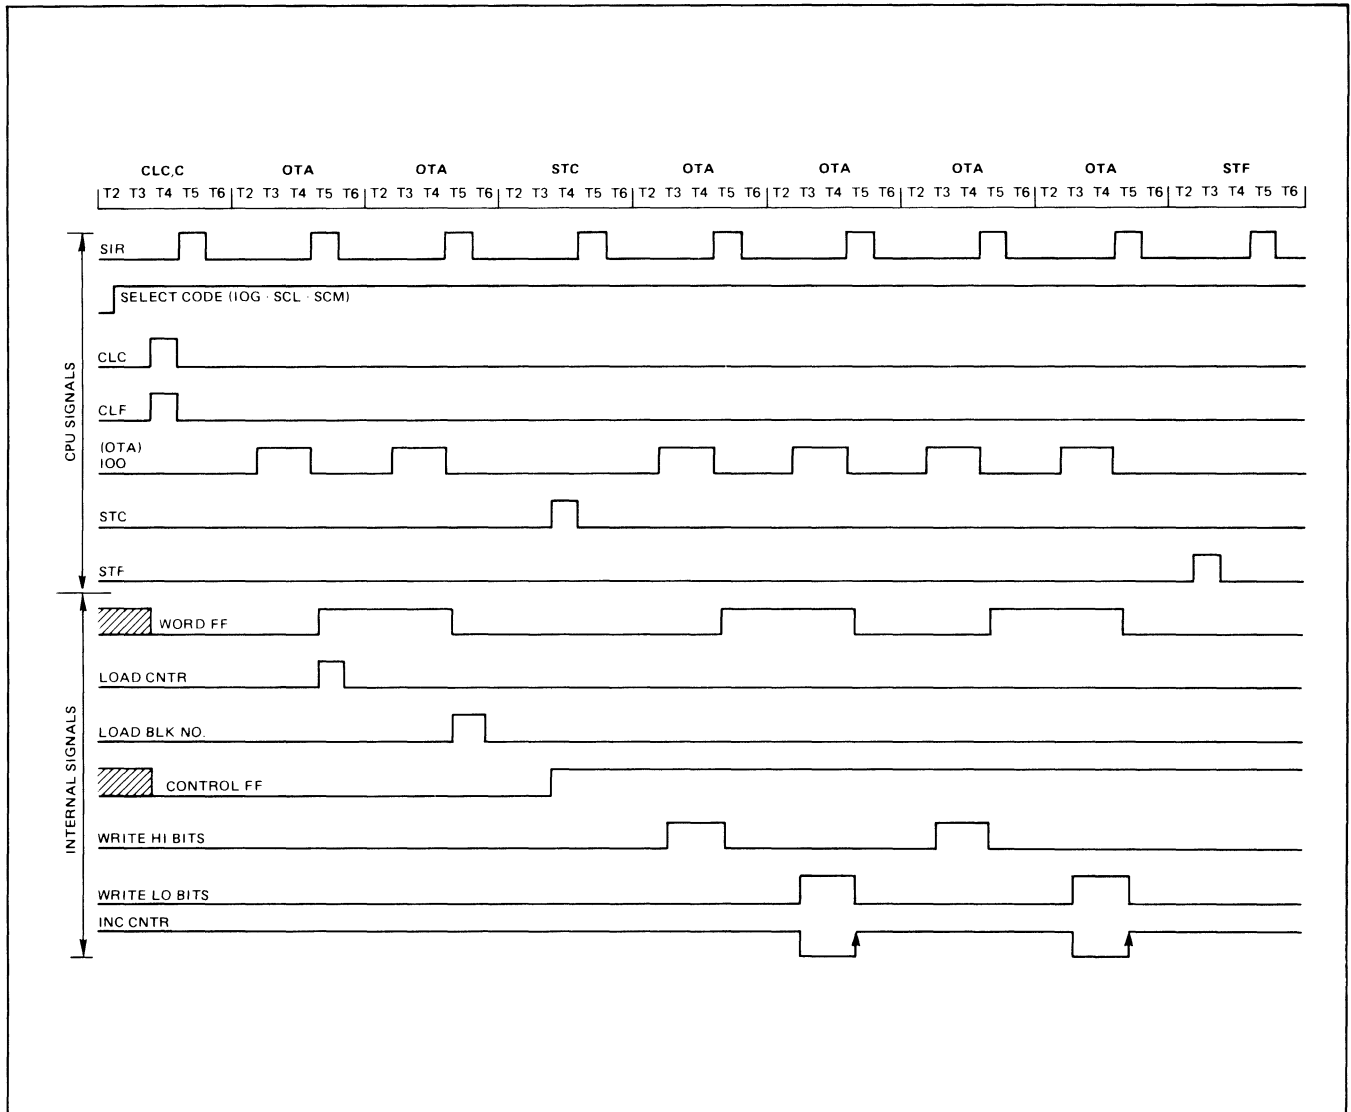 CLC,C OTA OTA STC OTA OTA OTA OTA STF
T2 T3 T4 T5 T6 T2 T3 T4 T5 T6 T2 T3 T4 T5 T6 T2 T3 T4 T5 T6 T2 T3 T4 T5 T6 T2 T3 T4 T5 T6 T2 T3 T4 T5 T6 T2 T3 T4 T5 T6 T2 T3 T4 T5 T6
CPU SIGNALS
SIR
SELECT CODE (IOG · SCL · SCM)
CLC
CLF
(OTA)
IOO
STC
STF
INTERNAL SIGNALS
WORD FF
LOAD CNTR
LOAD BLK NO.
CONTROL FF
WRITE HI BITS
WRITE LO BITS
INC CNTR